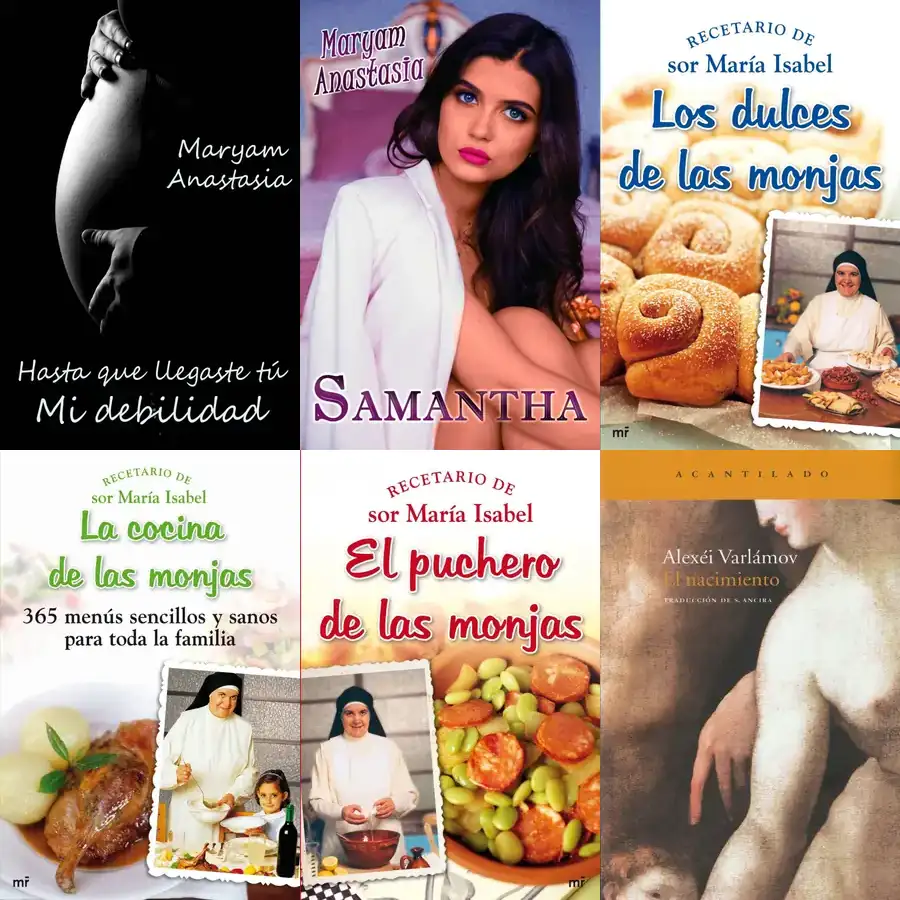 Maryam
Anastasia
Hasta que llegaste tú
Mi debilidad
Maryam
Anastasia
SAMANTHA
RECETARIO DE
sor María Isabel
Los dulces
de las monjas
mr
RECETARIO DE
sor María Isabel
La cocina
de las monjas
365 menús sencillos y sanos
para toda la familia
mr
RECETARIO DE
sor María Isabel
El puchero
de las monjas
mr
ACANTILADO
Alexéi Varlámov
El nacimiento
TRADUCCIÓN DE S. ANCIRA